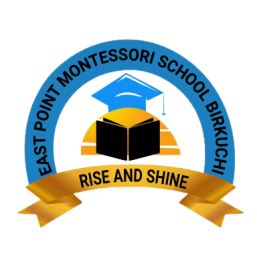 EAST POINT MONTESSORI SCHOOL BIRKUCHI
RISE AND SHINE